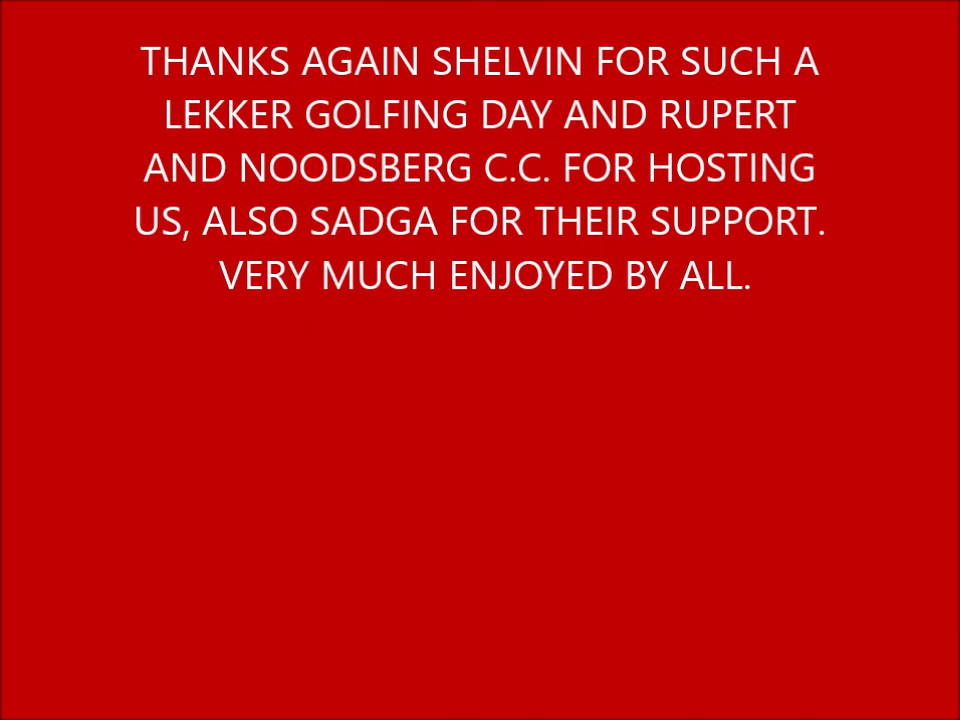 THANKS AGAIN SHELVIN FOR SUCH A
LEKKER GOLFING DAY AND RUPERT
AND NOODSBERG C.C. FOR HOSTING
US, ALSO SADGA FOR THEIR SUPPORT.
VERY MUCH ENJOYED BY ALL.